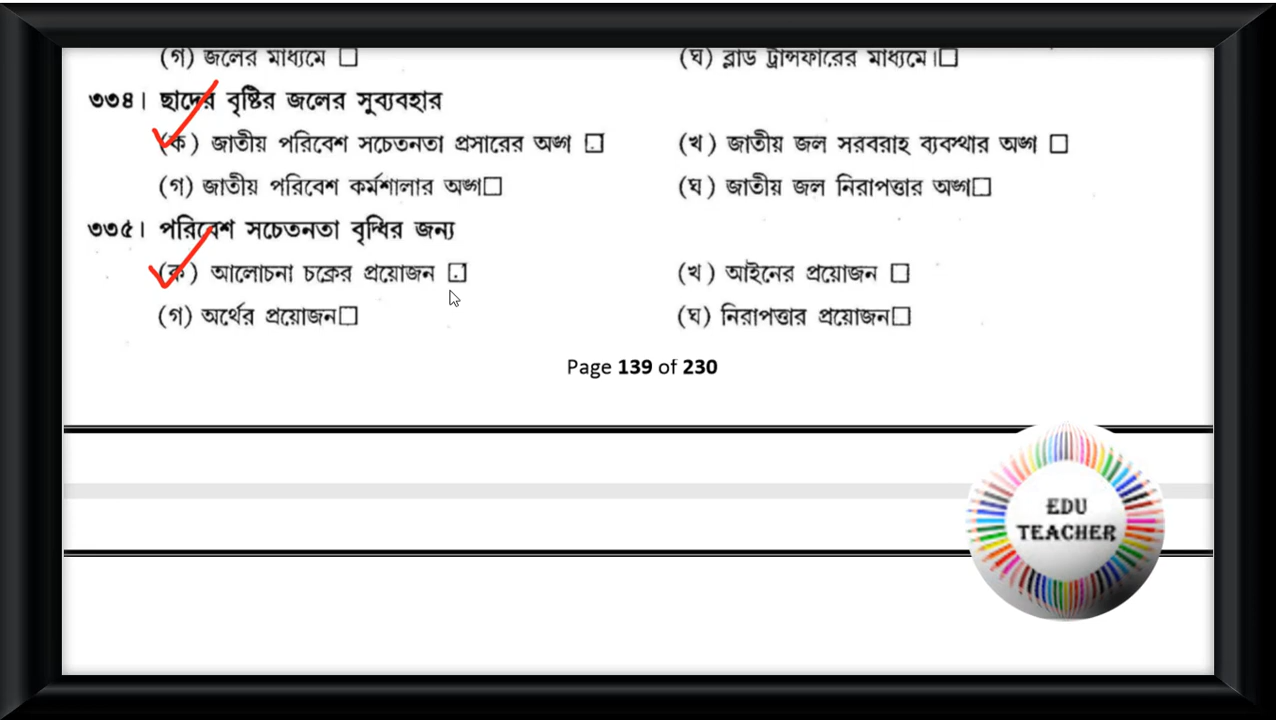 (গ) জলের মাধ্যমে □ (ঘ) ব্লাড ট্রান্সফারের মাধ্যমে।□
৩৩৪। ছাদের বৃষ্টির জলের সুব্যবহার
(ক) জাতীয় পরিবেশ সচেতনতা প্রসারের অঙ্গ □ (খ) জাতীয় জল সরবরাহ ব্যবস্থার অঙ্গ □
(গ) জাতীয় পরিবেশ কর্মশালার অঙ্গ□ (ঘ) জাতীয় জল নিরাপত্তার অঙ্গ□
৩৩৫। পরিবেশ সচেতনতা বৃদ্ধির জন্য
(ক) আলোচনা চক্রের প্রয়োজন □ (খ) আইনের প্রয়োজন □
(গ) অর্থের প্রয়োজন□ (ঘ) নিরাপত্তার প্রয়োজন□
Page 139 of 230
EDU
TEACHER